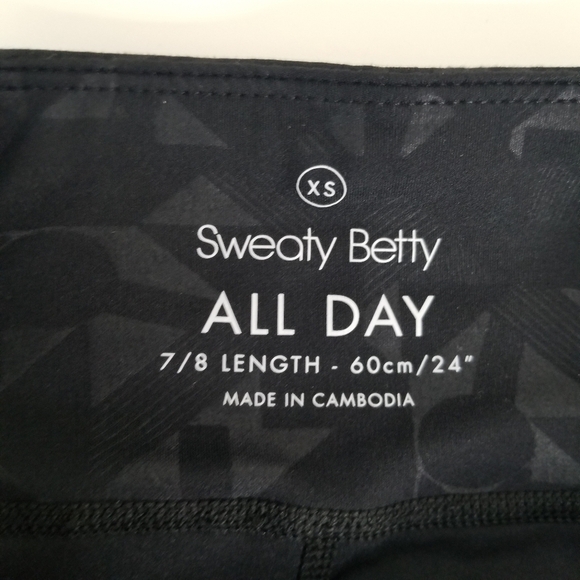 XS
Sweaty Betty
ALL DAY
7/8 LENGTH - 60cm/24"
MADE IN CAMBODIA